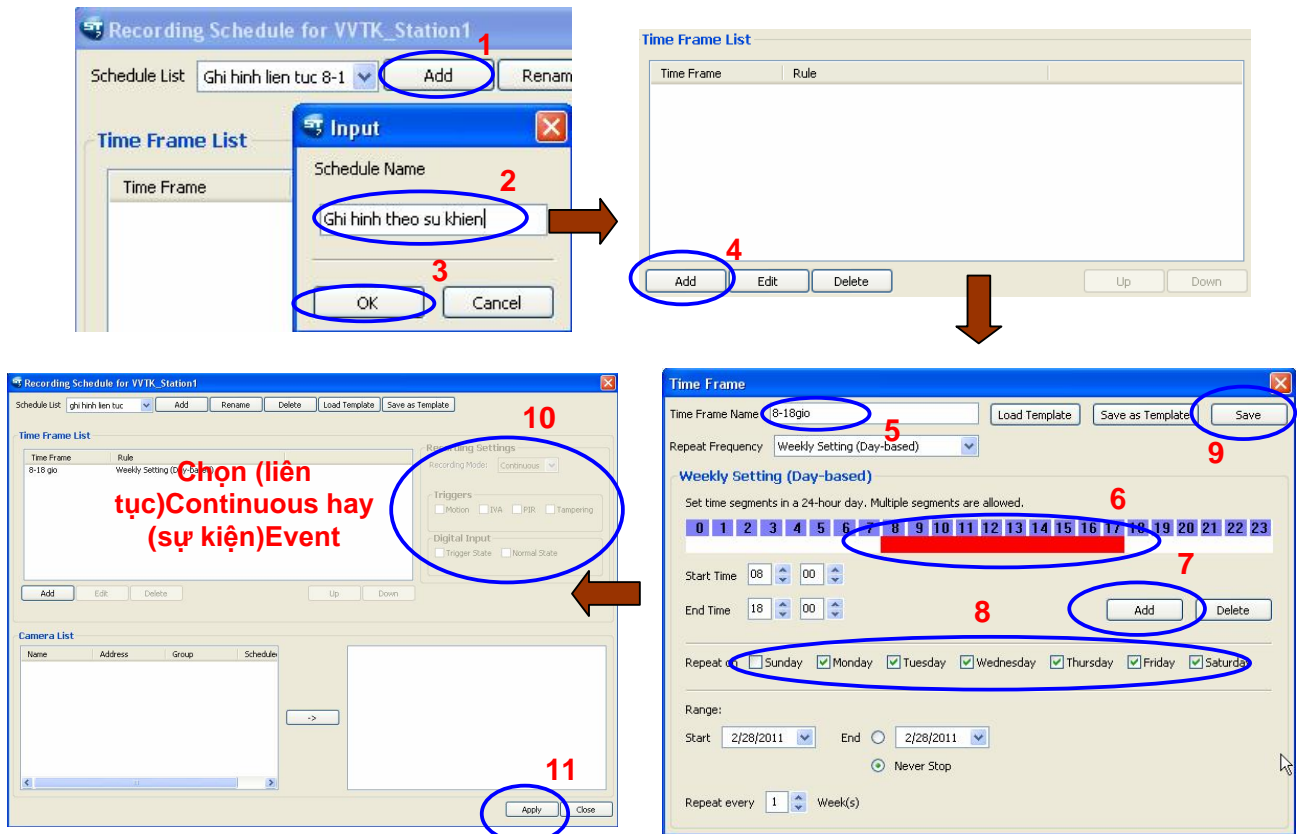 Recording Schedule for VVTK_Station1
1
Schedule List Ghi hinh lien tuc 8-1 Add Renam
Input
Time Frame List
Schedule Name
Time Frame
2
Ghi hinh theo su khien
3
OK Cancel
Time Frame List
Time Frame Rule
4
Add Edit Delete Up Down
Time Frame
Time Frame Name 8-18gio Load Template Save as Template Save
5
9
Repeat Frequency Weekly Setting (Day-based)
Weekly Setting (Day-based)
6
Set time segments in a 24-hour day. Multiple segments are allowed.
0 1 2 3 4 5 6 7 8 9 10 11 12 13 14 15 16 17 18 19 20 21 22 23
7
Start Time 08 00
End Time 18 00 Add Delete
8
Repeat on Sunday Monday Tuesday Wednesday Thursday Friday Saturday
Range:
Start 2/28/2011 End 2/28/2011
Never Stop
Repeat every 1 Week(s)
Recording Schedule for VVTK_Station1
Schedule List ghi hinh lien tuc Add Rename Delete Load Template Save as Template
10
Time Frame List
Time Frame Rule
8-18 gio Weekly Setting (Day-based)
Chọn (liên
tục)Continuous hay
(sự kiện)Event
Recording Settings
Recording Mode: Continuous
Triggers
Motion IVA PIR Tampering
Digital Input
Trigger State Normal State
Add Edit Delete Up Down
Camera List
Name Address Group Schedule
->
11
Apply Close